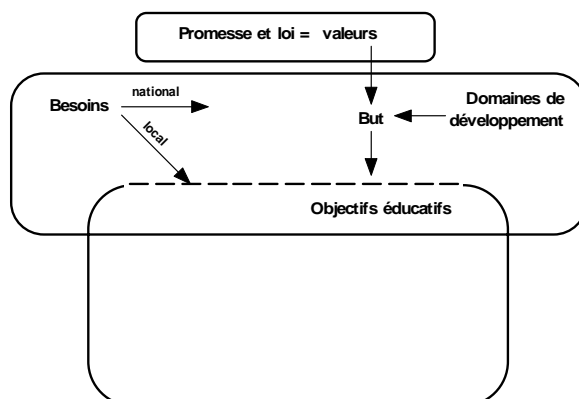 Promesse et loi = valeurs
Besoins
national
local
But
Domaines de
développement
Objectifs éducatifs